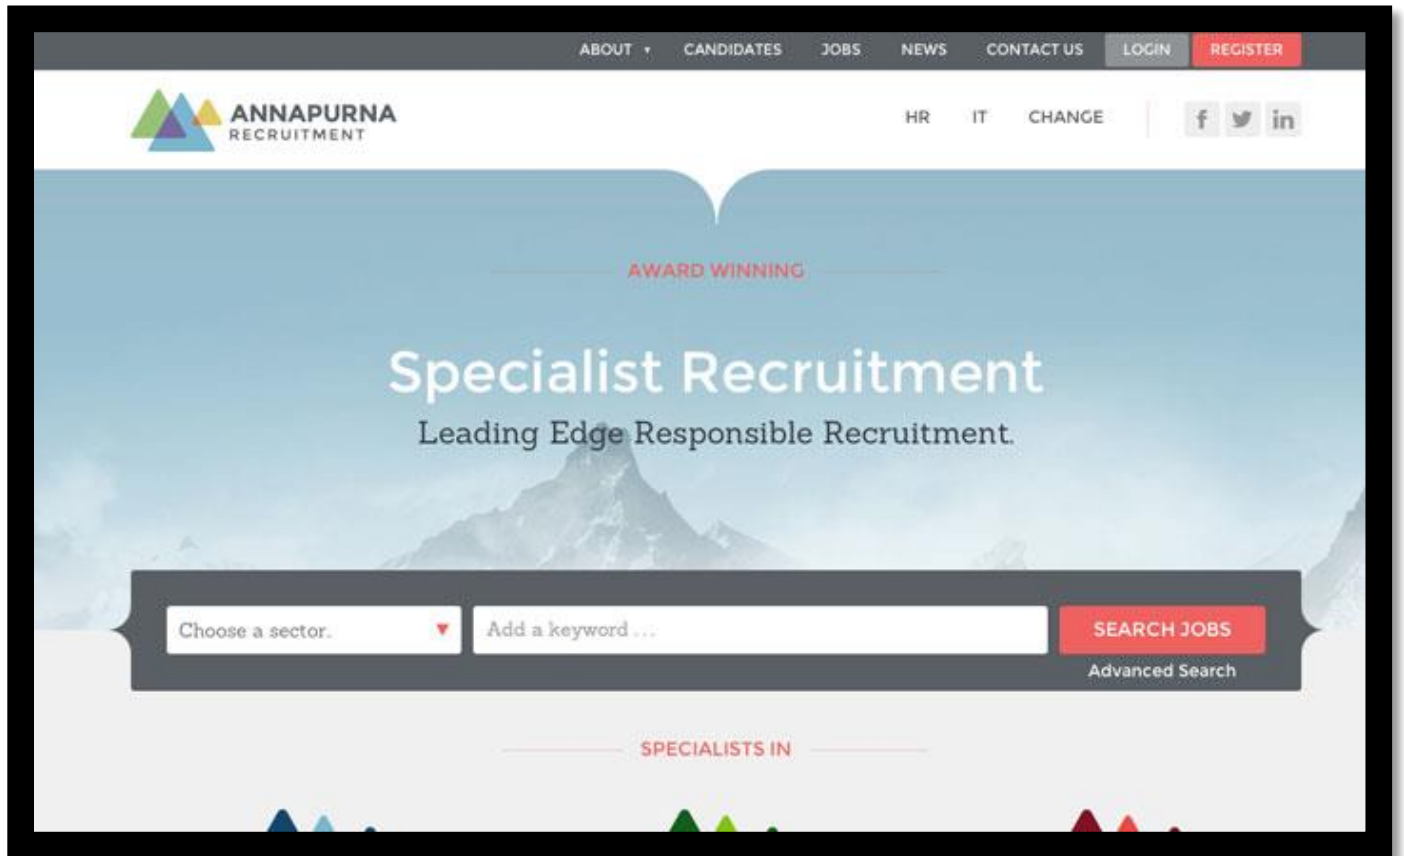 ABOUT ▼ CANDIDATES JOBS NEWS CONTACT US LOGIN REGISTER
ANNAPURNA
RECRUITMENT
HR IT CHANGE f in
AWARD WINNING
Specialist Recruitment
Leading Edge Responsible Recruitment.
Choose a sector. ▼ Add a keyword ... SEARCH JOBS
Advanced Search
SPECIALISTS IN